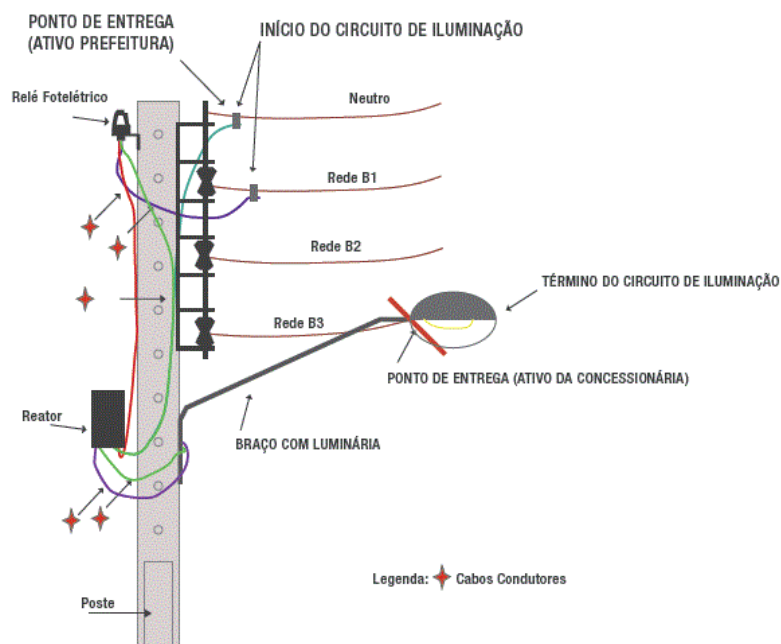 PONTO DE ENTREGA
(ATIVO PREFEITURA)
INÍCIO DO CIRCUITO DE ILUMINAÇÃO
Relé Fotelétrico
Neutro
Rede B1
Rede B2
TÉRMINO DO CIRCUITO DE ILUMINAÇÃO
Rede B3
PONTO DE ENTREGA (ATIVO DA CONCESSIONÁRIA)
Reator
BRAÇO COM LUMINÁRIA
Legenda: Cabos Condutores
Poste